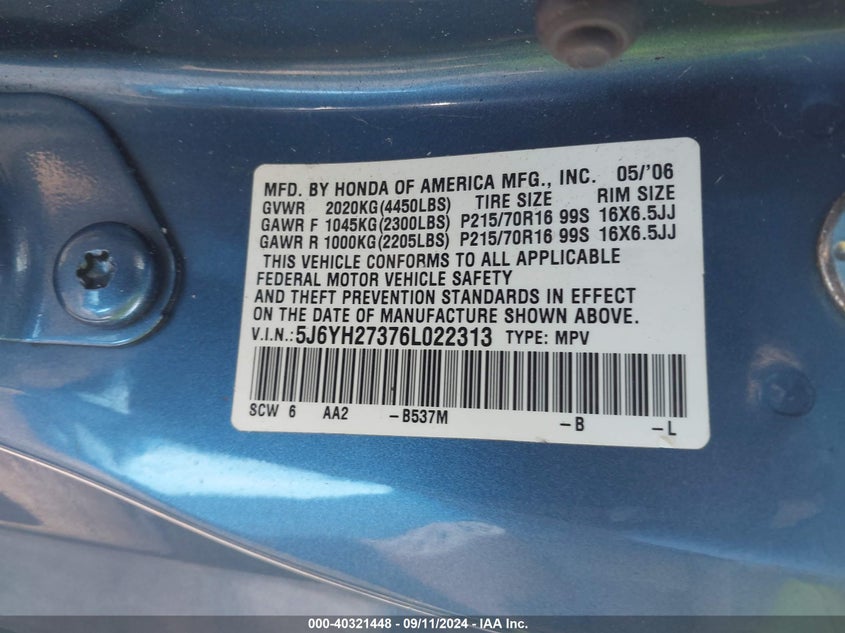 MFD. BY HONDA OF AMERICA MFG., INC. 05/'06
GVWR 2020KG(4450LBS) TIRE SIZE RIM SIZE
GAWR F 1045KG(2300LBS) P215/70R16 99S 16X6.5JJ
GAWR R 1000KG(2205LBS) P215/70R16 99S 16X6.5JJ
THIS VEHICLE CONFORMS TO ALL APPLICABLE
FEDERAL MOTOR VEHICLE SAFETY
AND THEFT PREVENTION STANDARDS IN EFFECT
ON THE DATE OF MANUFACTURE SHOWN ABOVE.
V.I.N.: 5J6YH27376L022313 TYPE: MPV
SCW 6 AA2 -B537M -B -L
000-40321448 - 09/11/2024 - IAA Inc.